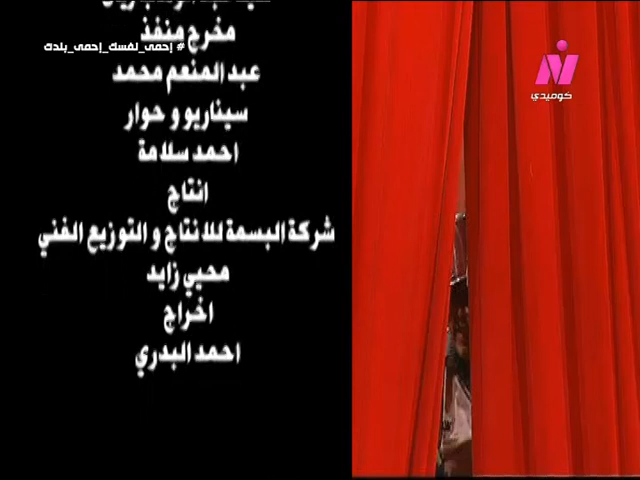 مخرج منفذ
# إحمى_نفسك_إحمى_بلدك
عبد المنعم محمد
سيناريو و حوار
احمد سلامة
انتاج
شركة البسمة للانتاج و التوزيع الفني
محيي زايد
اخراج
احمد البدري
كوميدي